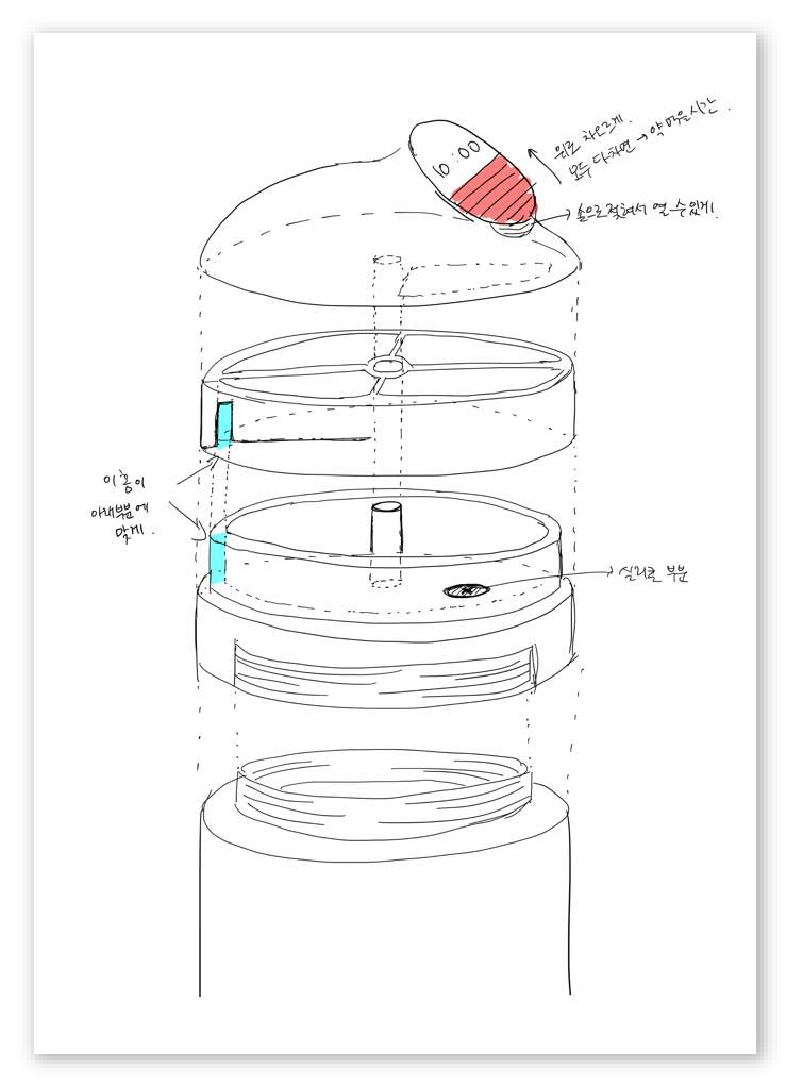 10:00
위로 차오르게.
모두 다차면 → 약먹을시간.
손으로 젖혀서 열 수 있게.
이 홈이
아래부분에
맞게.
실리콘 부분